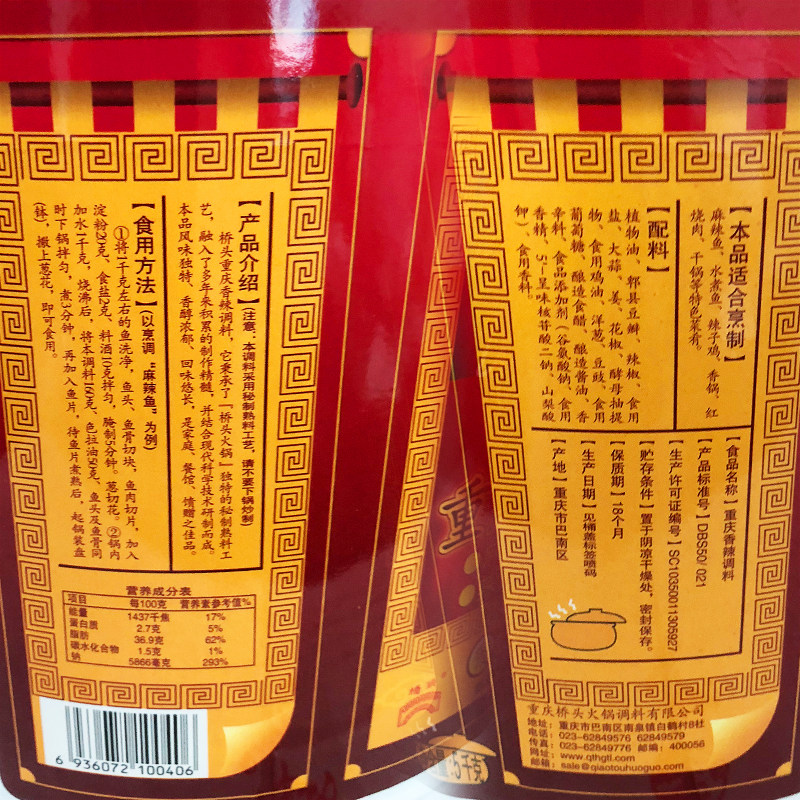 【产品介绍】(注意:本调料采用秘制熟料工艺,请不要下锅炒制)
桥头重庆香辣调料,它秉承了「桥头火锅」独特的秘制熟料工
艺,融入了多年来积累的制作精髓,并结合现代科学技术研制而成。
本品风味独特、香醇浓郁、回味悠长,是家庭、餐馆、馈赠之佳品。
【食用方法】(以烹调“麻辣鱼”为例)
①将1千克左右的鱼洗净,鱼头、鱼骨切块,鱼肉切片,加入
淀粉20克、食盐2克、料酒10克拌匀,腌制5分钟。葱切花。②锅内
加水1千克,烧沸后,将本调料160克、色拉油50克、鱼头及鱼骨同
时下锅拌匀,煮3分钟,再加入鱼片,待鱼片煮熟后,起锅装盘
(钵),撒上葱花,即可食用。
营养成分表
项目 每100克 营养素参考值%
能量 1437千焦 17%
蛋白质 2.7克 5%
脂肪 36.9克 62%
碳水化合物 1.5克 1%
钠 5866毫克 293%
6 936072 100406
重
.5千克
【本品适合烹制】
麻辣鱼、水煮鱼、辣子鸡、香锅、红
烧肉、干锅等特色菜肴。
【配料】
植物油、郫县豆瓣、辣椒、食用
盐、大蒜、姜、花椒、酵母抽提
物、食用鸡油、洋葱、豆豉、食用
葡萄糖、酿造食醋、酿造酱油、香
辛料、食品添加剂(谷氨酸钠、食用
香精、5'-呈味核苷酸二钠、山梨酸
钾)、食用香料。
【食品名称】重庆香辣调料
【产品标准号】DBS50/ 021
【生产许可证编号】SC10350011305927
【贮存条件】置于阴凉干燥处,密封保存。
【保质期】18个月
【生产日期】见桶盖标签喷码
【产地】重庆市巴南区
重庆桥头火锅调料有限公司
地址:重庆市巴南区南泉镇白鹤村8社
电话:023-62849576 62849579
传真:023-62849776 邮编:400056
网址:www.qthgtl.com
邮箱:sale@qiaotouhuoguo.com